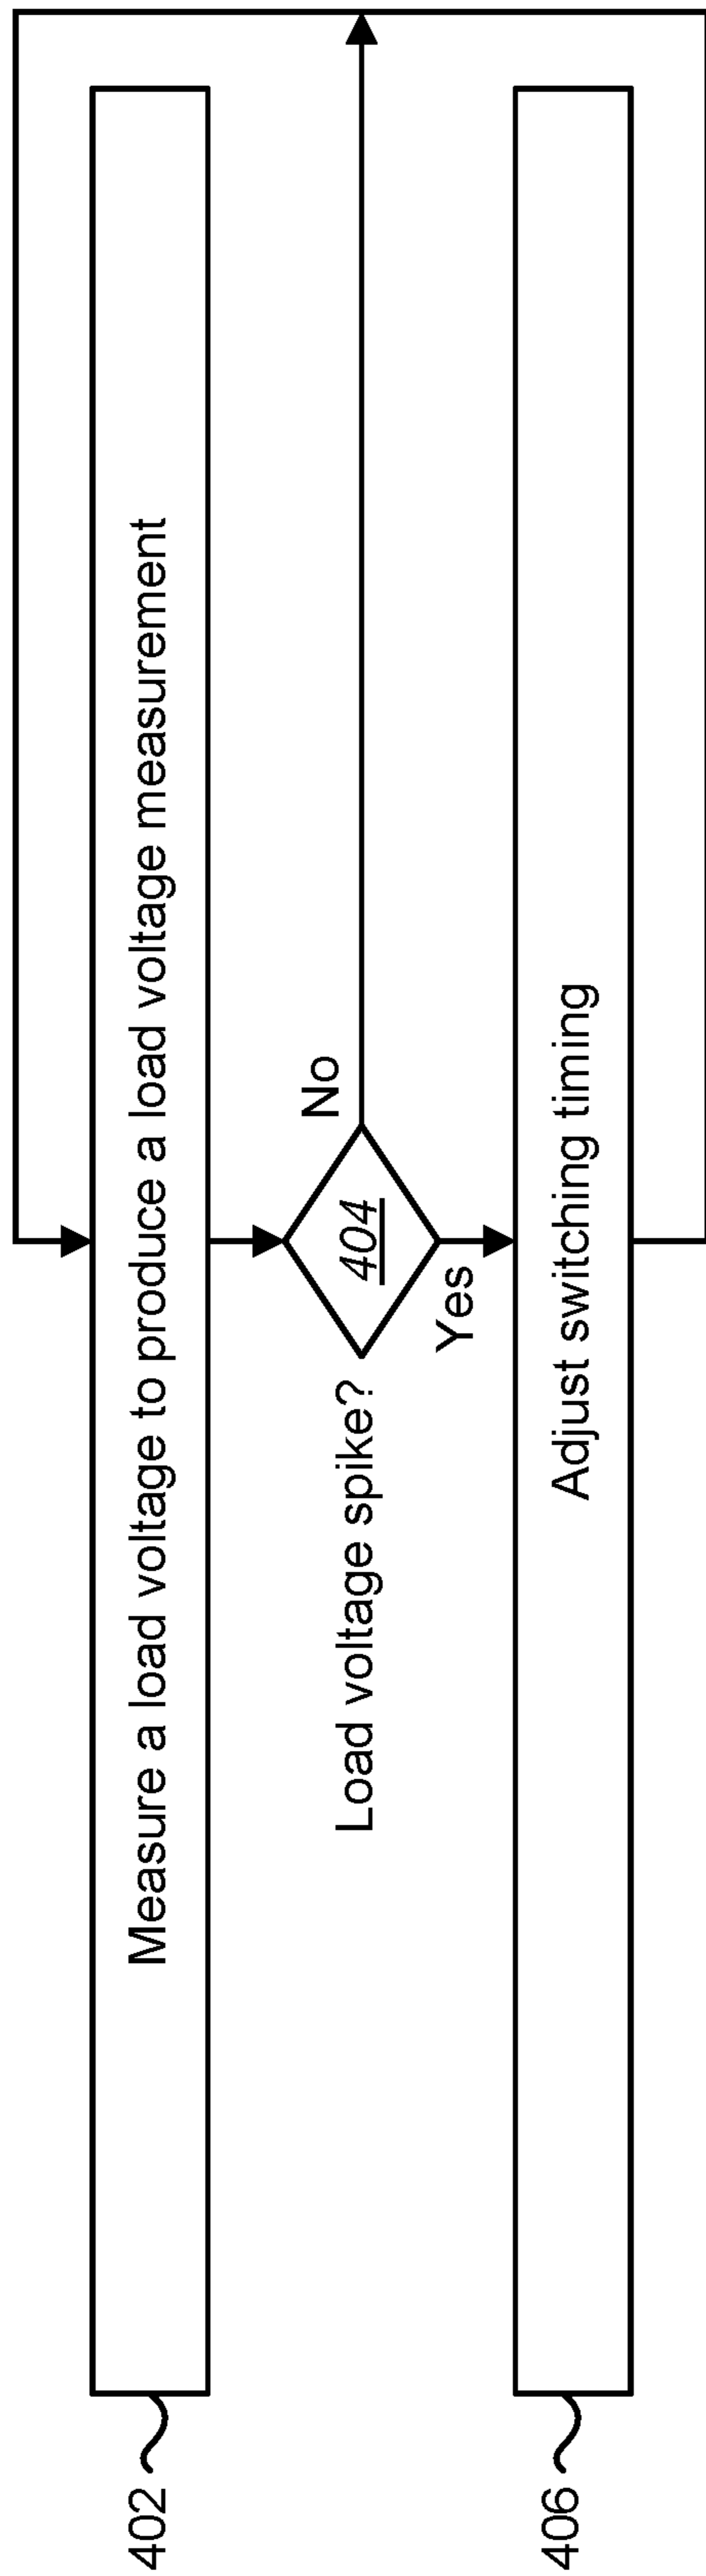 402
Measure a load voltage to produce a load voltage measurement
Load voltage spike?
404
No
Yes
406
Adjust switching timing